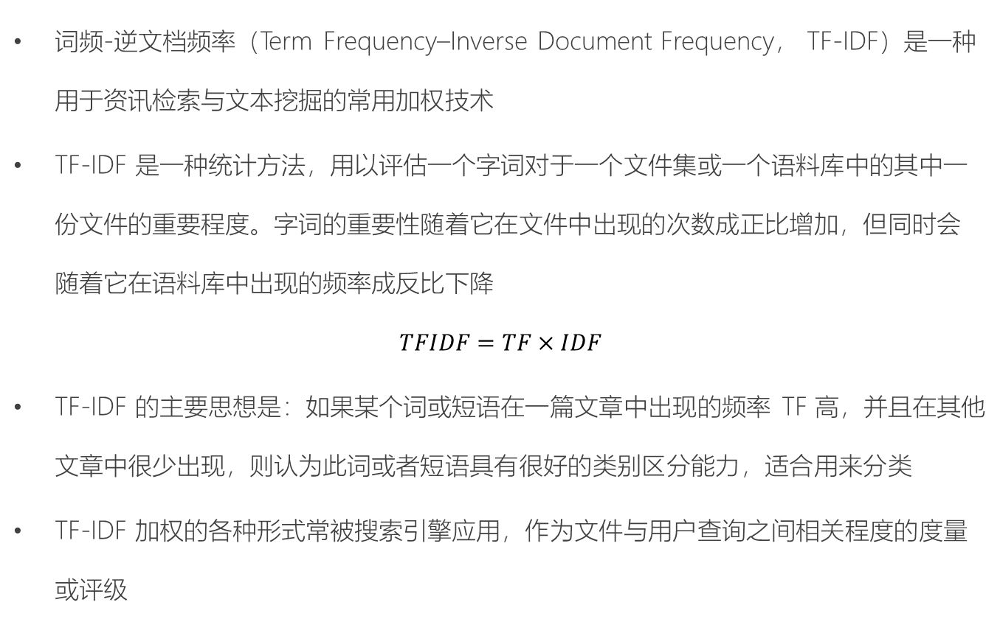 • 词频-逆文档频率（Term Frequency–Inverse Document Frequency， TF-IDF）是一种
用于资讯检索与文本挖掘的常用加权技术
• TF-IDF 是一种统计方法，用以评估一个字词对于一个文件集或一个语料库中的其中一
份文件的重要程度。字词的重要性随着它在文件中出现的次数成正比增加，但同时会
随着它在语料库中出现的频率成反比下降
TFIDF = TF × IDF
• TF-IDF 的主要思想是：如果某个词或短语在一篇文章中出现的频率 TF 高，并且在其他
文章中很少出现，则认为此词或者短语具有很好的类别区分能力，适合用来分类
• TF-IDF 加权的各种形式常被搜索引擎应用，作为文件与用户查询之间相关程度的度量
或评级